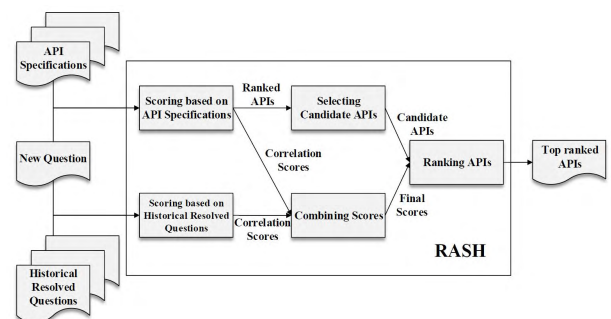 API
Specifications
New Question
Historical
Resolved
Questions
Scoring based on
API Specifications
Ranked
APIs
Selecting
Candidate APIs
Correlation
Scores
Scoring based on
Historical Resolved
Questions
Correlation
Scores
Combining Scores
Candidate
APIs
Ranking APIs
Final
Scores
Top ranked
APIs
RASH